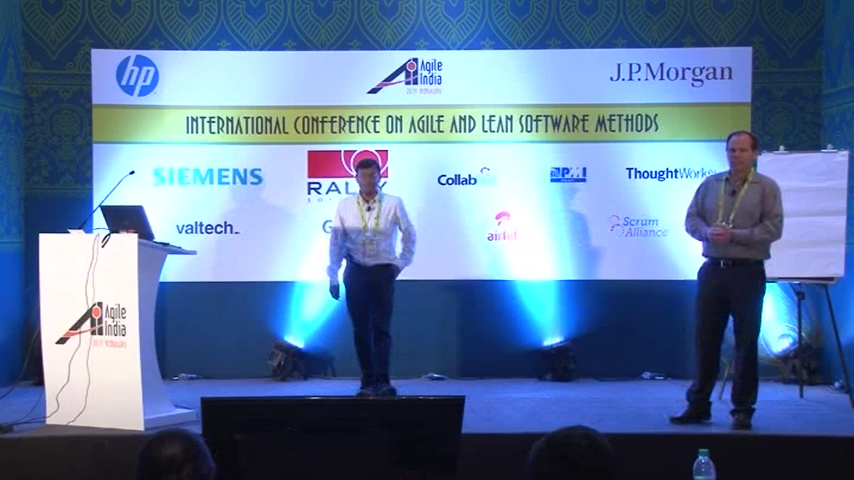 hp
Agile
India
J.P.Morgan
INTERNATIONAL CONFERENCE ON AGILE AND LEAN SOFTWARE METHODS
SIEMENS
RALLY
Collab
PMI
ThoughtWorks
valtech
G
airtel
Scrum
Alliance
Agile
India